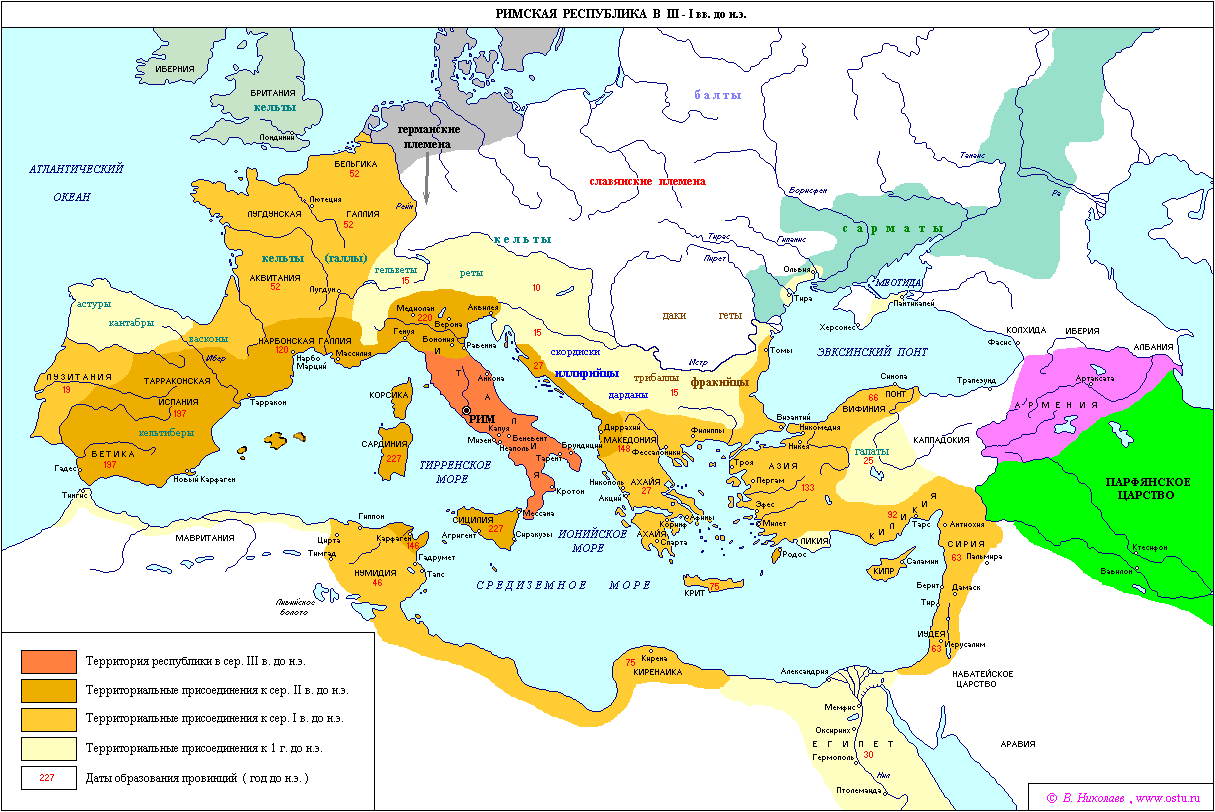 РИМСКАЯ РЕСПУБЛИКА В III - I вв. до н.э.
ИБЕРНИЯ
БРИТАНИЯ
кельты
Лондиний
германские
племена
балты
славянские племена
АТЛАНТИЧЕСКИЙ
ОКЕАН
БЕЛЬГИКА
52
Лютеция
Рейн
ЛУГДУНСКАЯ
ГАЛЛИЯ
52
кельты (галлы)
АКВИТАНИЯ
52
Лугдун
кельты
гельветы
15
реты
10
Танаис
Ра
Борисфен
Тирас
Гипанис
Пирет
сарматы
Ольвия
Тира
МЕОТИДА
Пантикапей
Херсонес
астуры
кантабры
васконы
Ибер
НАРБОНСКАЯ ГАЛЛИЯ
120
Нарбо
Марций
Массилия
Медиолан
220
Верона
Аквилея
Генуя
Бонония
Равенна
15
скордиски
27
иллирийцы
даки
геты
Истр
Томы
трибаллы
фракийцы
дарданы
15
ЭВКСИНСКИЙ ПОНТ
КОЛХИДА
ИБЕРИЯ
Фасис
АЛБАНИЯ
Артаксата
АРМЕНИЯ
Трапезунд
Синопа
66
ПОНТ
ВИФИНИЯ
ЛУЗИТАНИЯ
19
ТАРРАКОНСКАЯ
ИСПАНИЯ
197
Тарракон
кельтиберы
БЕТИКА
197
Гадес
Новый Карфаген
Тингис
КОРСИКА
САРДИНИЯ
227
ИТАЛИЯ
Анкона
РИМ
Капуя
Мизен
Беневент
Неаполь
Брундизий
Тарент
Кротон
Мессана
ТИРРЕНСКОЕ
МОРЕ
СИЦИЛИЯ
227
Агригент
Сиракузы
ИОНИЙСКОЕ
МОРЕ
Диррахий
МАКЕДОНИЯ
148
Филиппы
Фессалоники
Никополь
Акций
АХАЙЯ
27
Коринф
Афины
АХАЙЯ
Спарта
Византий
Никомедия
Никея
Троя
АЗИЯ
Пергам
133
Эфес
Милет
галаты
25
КАППАДОКИЯ
92
КИЛИКИЯ
Тарс
ЛИКИЯ
Родос
Антиохия
СИРИЯ
63
Пальмира
КИПР
Саламин
Берит
Дамаск
Тир
ИУДЕЯ
63
Иерусалим
ПАРФЯНСКОЕ
ЦАРСТВО
Ктесифон
Вавилон
МАВРИТАНИЯ
Гиппон
Цирта
Карфаген
146
Тимгад
Гадрумет
НУМИДИЯ
46
Тапс
Ливийское
болото
СРЕДИЗЕМНОЕ МОРЕ
КРИТ
75
75
Кирена
КИРЕНАИКА
Александрия
Мемфис
Оксиринх
ЕГИПЕТ
30
Гермополь
Нил
Птолемаида
НАБАТЕЙСКОЕ
ЦАРСТВО
АРАВИЯ
Территория республики в сер. III в. до н.э.
Территориальные присоединения к сер. II в. до н.э.
Территориальные присоединения к сер. I в. до н.э.
Территориальные присоединения к 1 г. до н.э.
227 Даты образования провинций ( год до н.э. )
© В. Николаев , www.ostu.ru